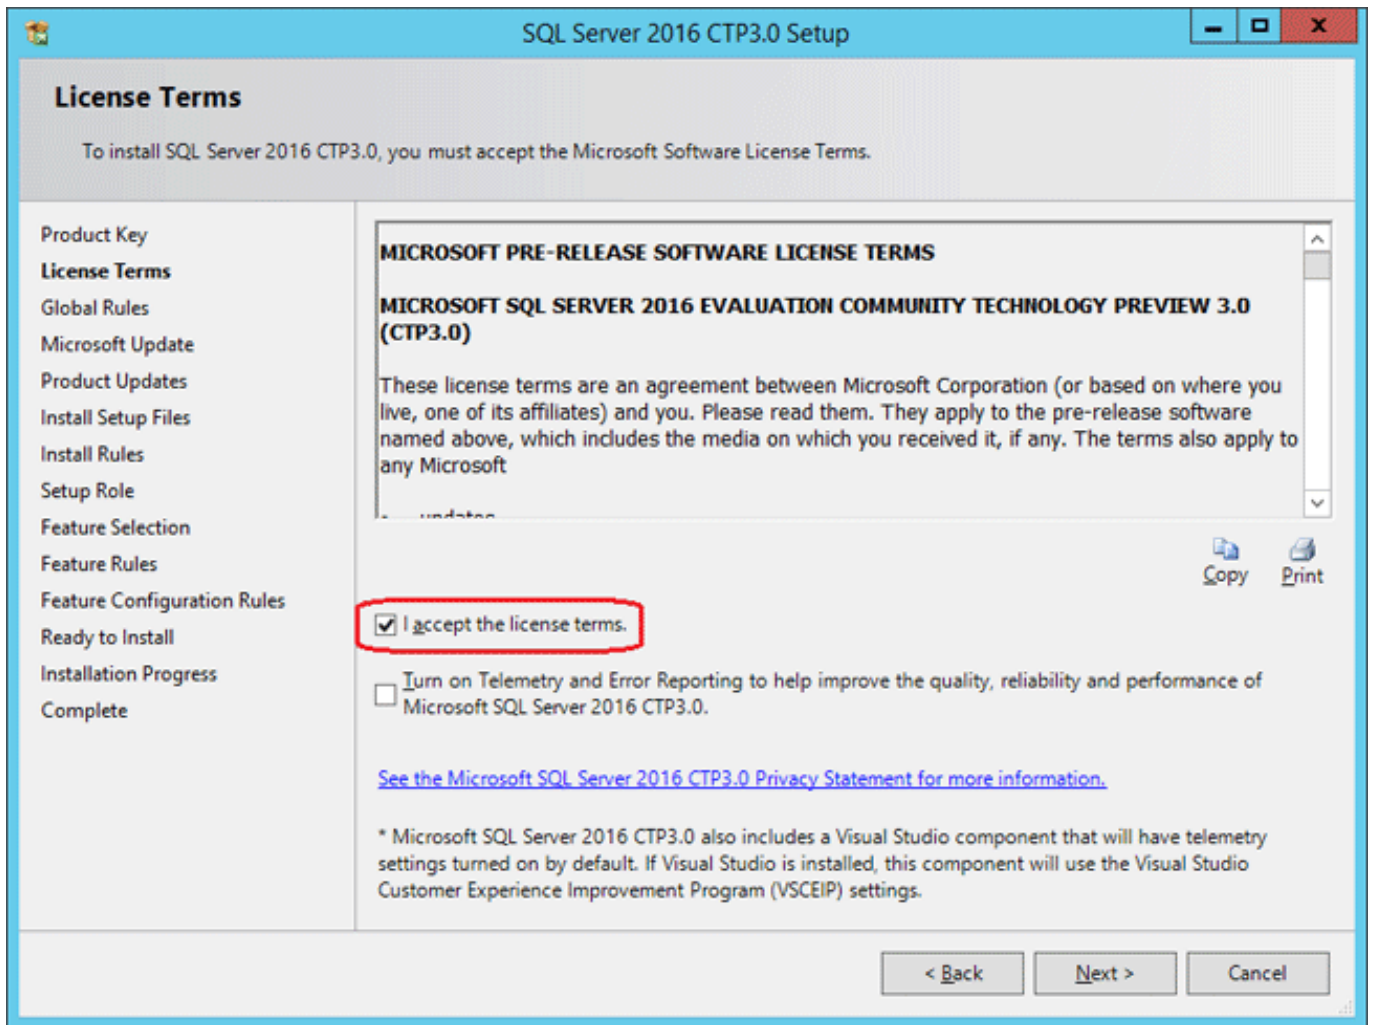 SQL Server 2016 CTP3.0 Setup
License Terms
To install SQL Server 2016 CTP3.0, you must accept the Microsoft Software License Terms.
Product Key
License Terms
Global Rules
Microsoft Update
Product Updates
Install Setup Files
Install Rules
Setup Role
Feature Selection
Feature Rules
Feature Configuration Rules
Ready to Install
Installation Progress
Complete
MICROSOFT PRE-RELEASE SOFTWARE LICENSE TERMS
MICROSOFT SQL SERVER 2016 EVALUATION COMMUNITY TECHNOLOGY PREVIEW 3.0
(CTP3.0)
These license terms are an agreement between Microsoft Corporation (or based on where you
live, one of its affiliates) and you. Please read them. They apply to the pre-release software
named above, which includes the media on which you received it, if any. The terms also apply to
any Microsoft
updates
Copy
Print
I accept the license terms.
Turn on Telemetry and Error Reporting to help improve the quality, reliability and performance of
Microsoft SQL Server 2016 CTP3.0.
See the Microsoft SQL Server 2016 CTP3.0 Privacy Statement for more information.
* Microsoft SQL Server 2016 CTP3.0 also includes a Visual Studio component that will have telemetry
settings turned on by default. If Visual Studio is installed, this component will use the Visual Studio
Customer Experience Improvement Program (VSCEIP) settings.
< Back
Next >
Cancel